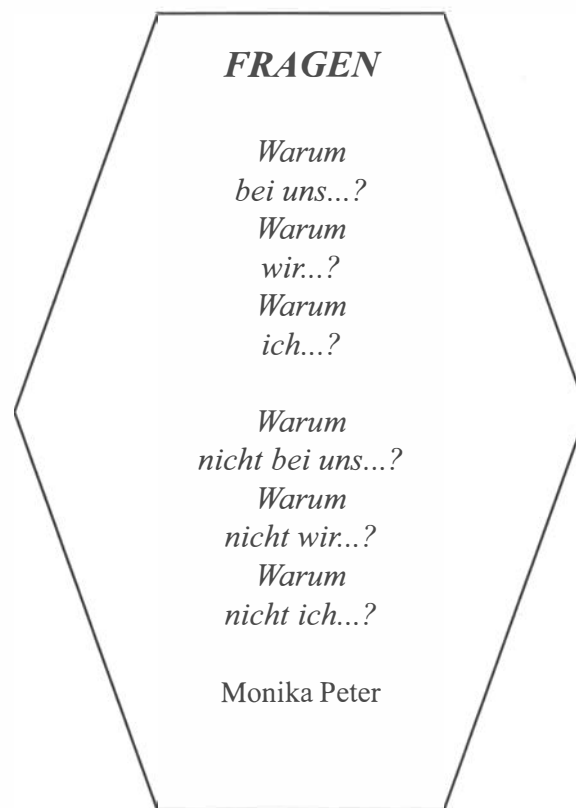 FRAGEN
Warum
bei uns...?
Warum
wir...?
Warum
ich...?
Warum
nicht bei uns...?
Warum
nicht wir...?
Warum
nicht ich...?
Monika Peter